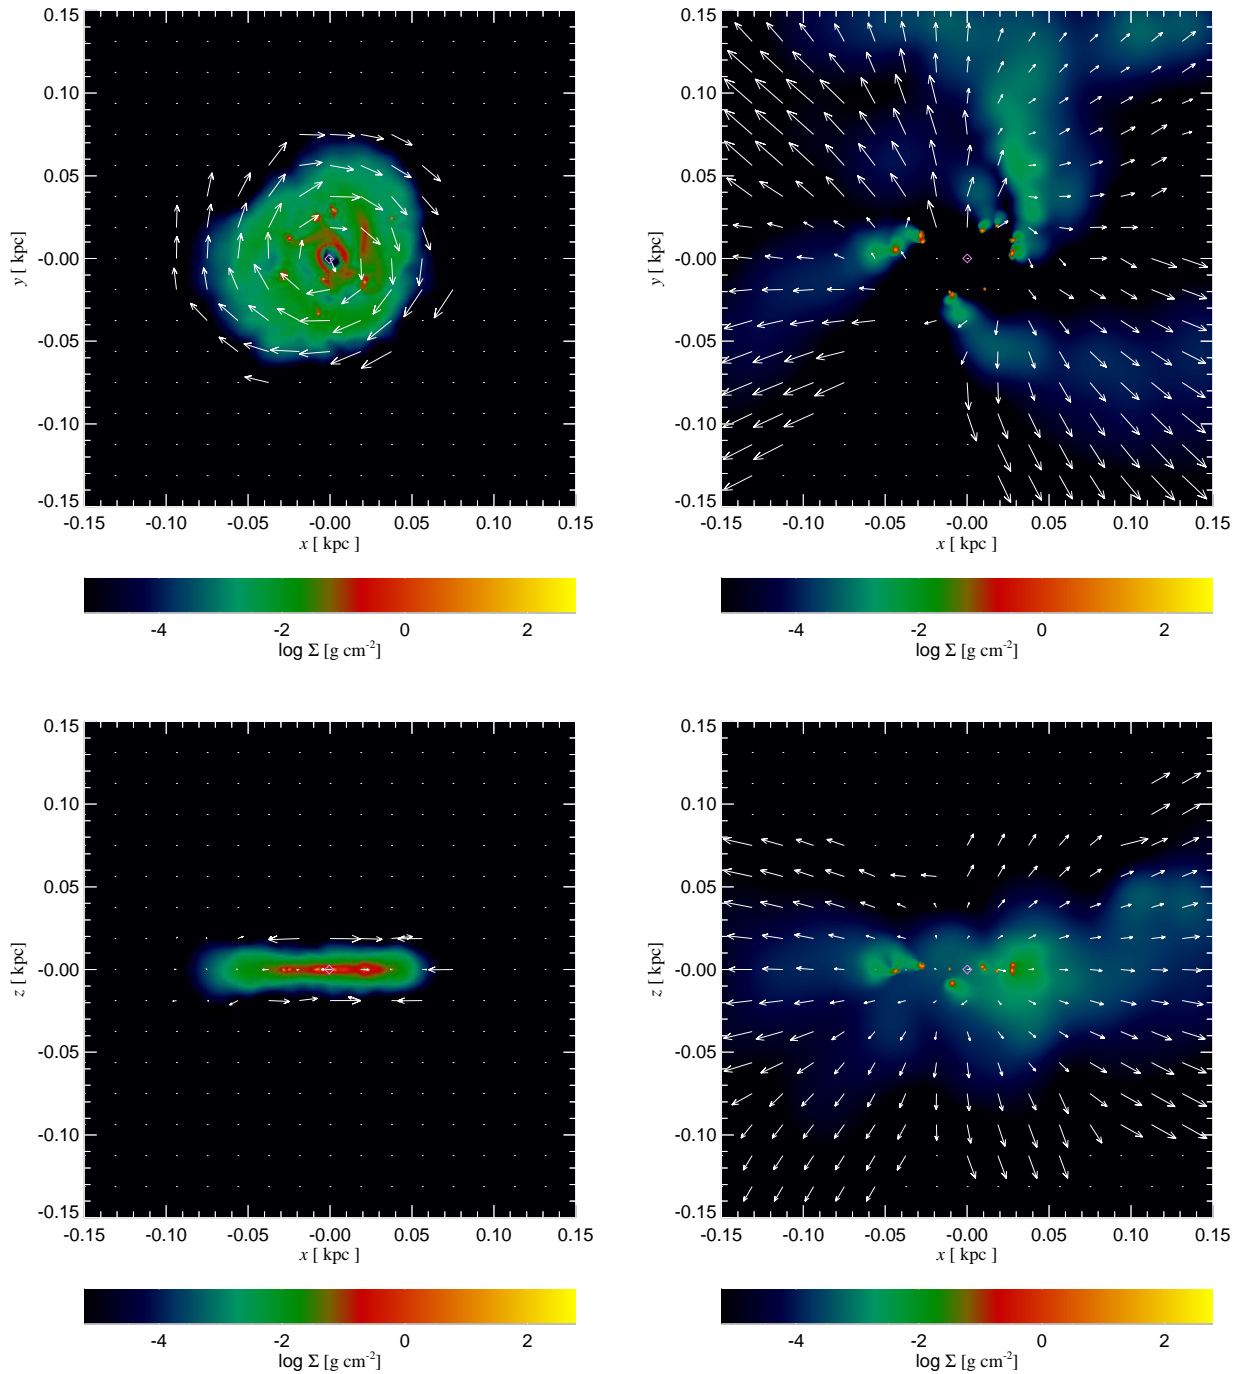 0.15 0.15
0.10 0.10
0.05 0.05
y [ kpc] y [ kpc]
-0.00 -0.00
-0.05 -0.05
-0.10 -0.10
-0.15 -0.15
-0.15 -0.10 -0.05 -0.00 0.05 0.10 0.15 -0.15 -0.10 -0.05 -0.00 0.05 0.10 0.15
x [ kpc ] x [ kpc ]
-4 -2 0 2 -4 -2 0 2
log Σ [g cm-2] log Σ [g cm-2]
0.15 0.15
0.10 0.10
0.05 0.05
z [ kpc] z [ kpc]
-0.00 -0.00
-0.05 -0.05
-0.10 -0.10
-0.15 -0.15
-0.15 -0.10 -0.05 -0.00 0.05 0.10 0.15 -0.15 -0.10 -0.05 -0.00 0.05 0.10 0.15
x [ kpc ] x [ kpc ]
-4 -2 0 2 -4 -2 0 2
log Σ [g cm-2] log Σ [g cm-2]